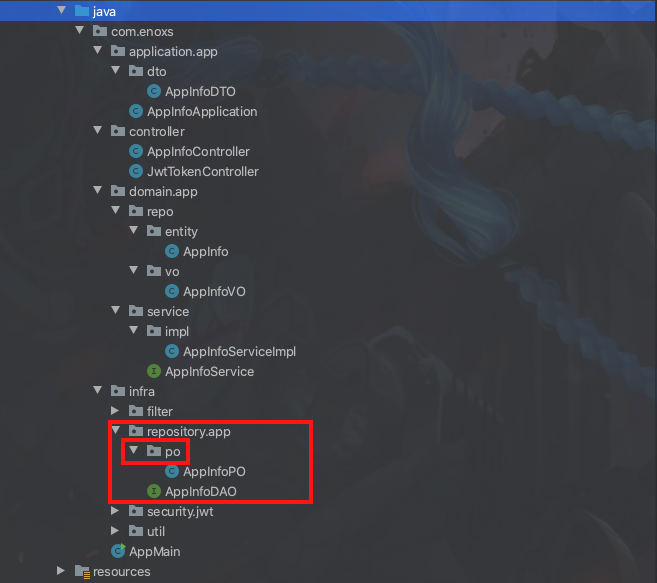 java
com.enoxs
application.app
dto
C AppInfoDTO
C AppInfoApplication
controller
C AppInfoController
C JwtTokenController
domain.app
repo
entity
C AppInfo
vo
C AppInfoVO
service
impl
C AppInfoServiceImpl
I AppInfoService
infra
filter
repository.app
po
C AppInfoPO
I AppInfoDAO
security.jwt
util
C AppMain
resources